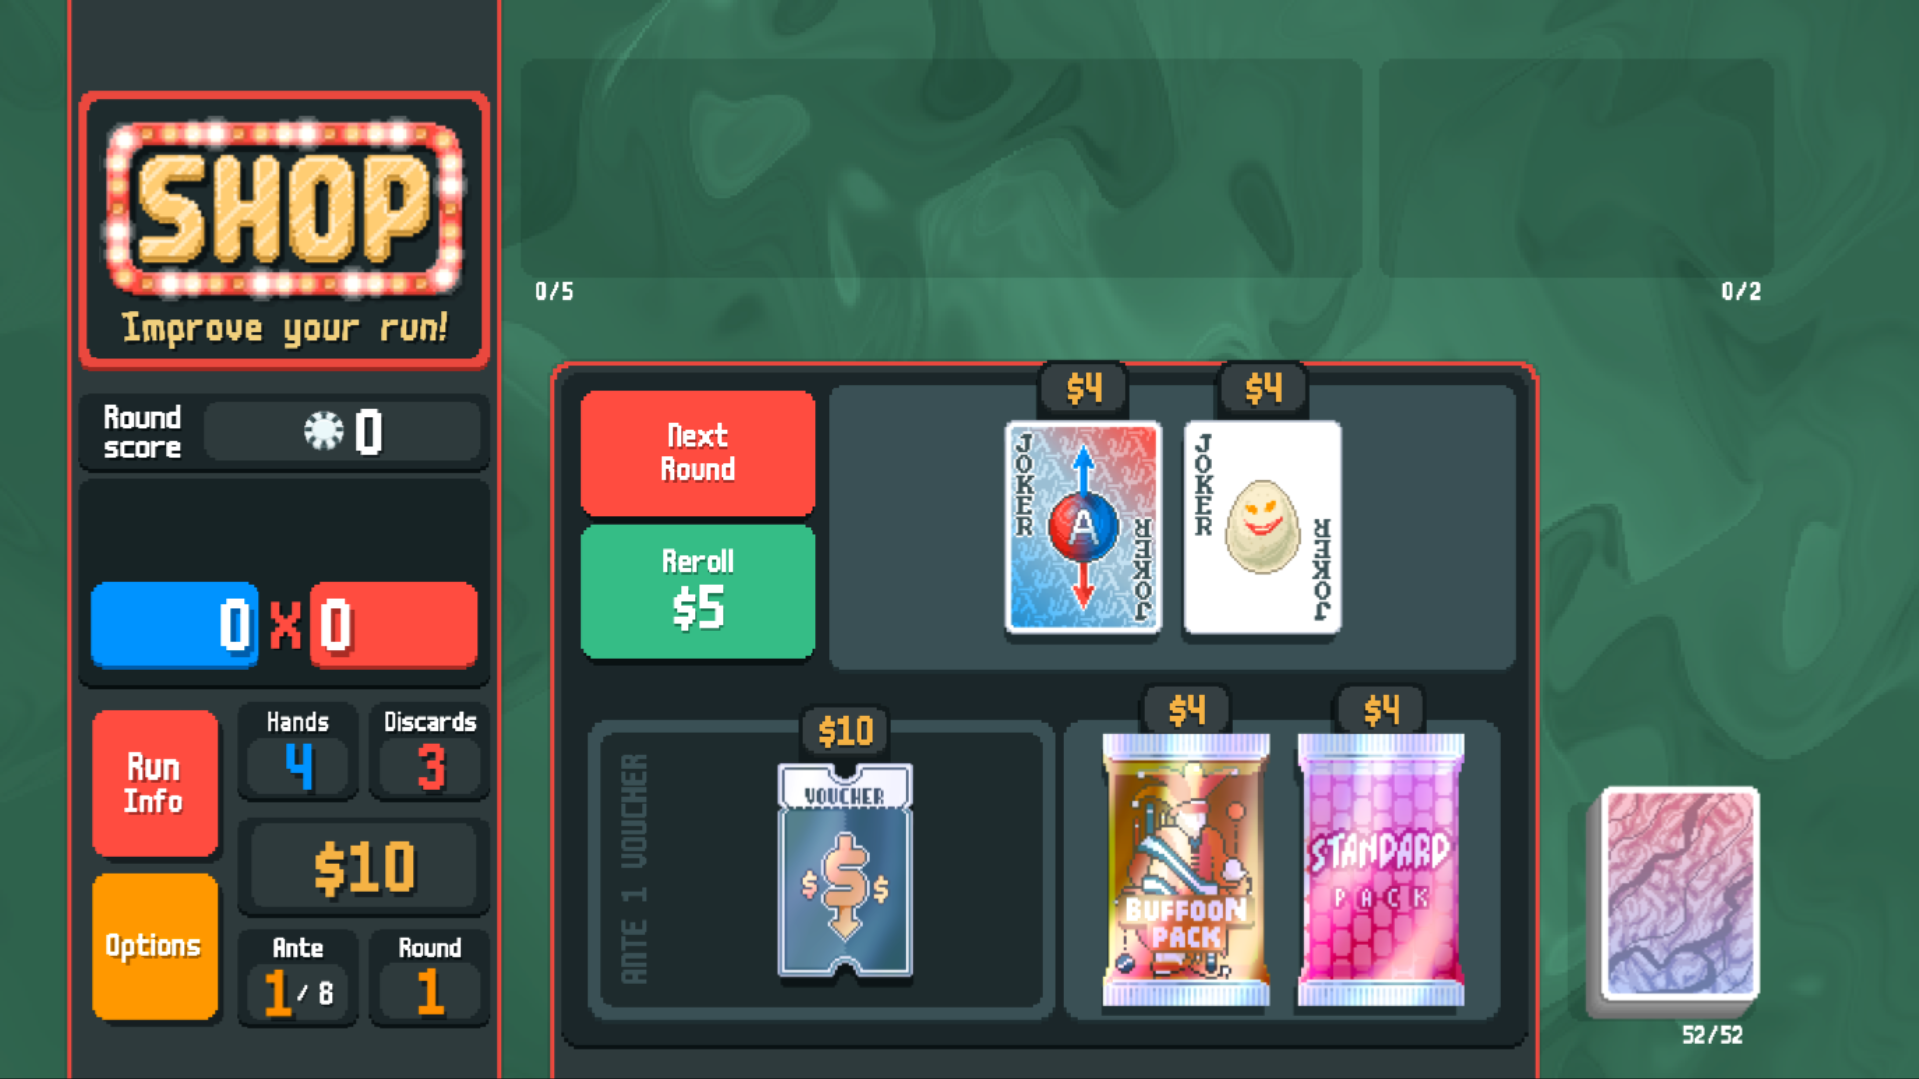 SHOP
Improve your run!
Round
score
0
0 X 0
Run
Info
Hands
4
Discards
3
$10
Options
Ante
1 / 8
Round
1
0/5
0/2
Next
Round
Reroll
$5
$4
JOKER
A
JOKER
$4
JOKER
JOKER
ANTE 1 VOUCHER
$10
VOUCHER
$
$
$
$4
BUFFOON
PACK
$4
STANDARD
PACK
52/52